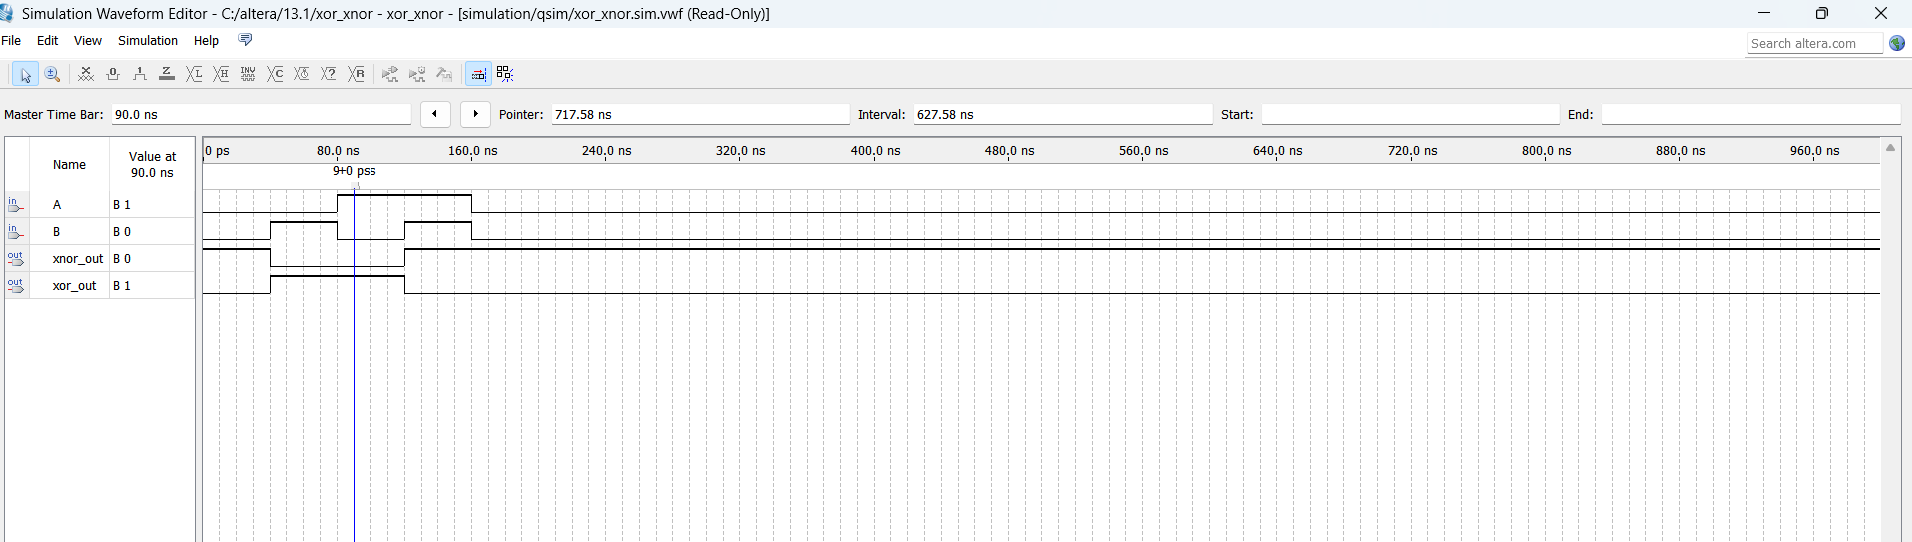 Simulation Waveform Editor - C:/altera/13.1/xor_xnor - xor_xnor - [simulation/qsim/xor_xnor.sim.vwf (Read-Only)]
File Edit View Simulation Help
Search altera.com
Master Time Bar: 90.0 ns Pointer: 717.58 ns Interval: 627.58 ns Start: End:
Name Value at
90.0 ns
0 ps 80.0 ns 160.0 ns 240.0 ns 320.0 ns 400.0 ns 480.0 ns 560.0 ns 640.0 ns 720.0 ns 800.0 ns 880.0 ns 960.0 ns
in A B 1
in B B 0
out xnor_out B 0
out xor_out B 1